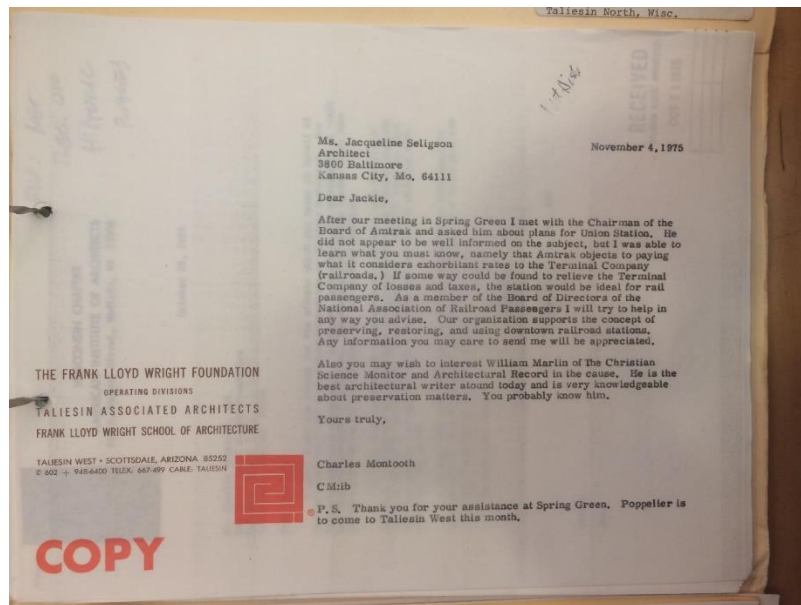 Taliesin North, Wisc.
RECEIVED
Ms. Jacqueline Seligson
November 4, 1975
Architect
3800 Baltimore
Kansas City, Mo. 64111
Dear Jackie,
After our meeting in Spring Green I met with the Chairman of the
Board of Amtrak and asked him about plans for Union Station. He
did not appear to be well informed on the subject, but I was able to
learn what you must know, namely that Amtrak objects to paying
what it considers exhorbilant rates to the Terminal Company
(railroads.) If some way could be found to relieve the Terminal
Company of losses and taxes, the station would be ideal for rail
passengers. As a member of the Board of Directors of the
National Association of Railroad Passengers I will try to help in
any way you advise. Our organization supports the concept of
preserving, restoring, and using downtown railroad stations.
Any information you may care to send me will be appreciated.
Also you may wish to interest William Marlin of The Christian
Science Monitor and Architectural Record in the cause. He is the
best architectural writer atound today and is very knowledgeable
about preservation matters. You probably know him.
Yours truly,
Charles Montooth
CM:ib
P.S. Thank you for your assistance at Spring Green. Poppelier is
to come to Taliesin West this month.
THE FRANK LLOYD WRIGHT FOUNDATION
OPERATING DIVISIONS
TALIESIN ASSOCIATED ARCHITECTS
FRANK LLOYD WRIGHT SCHOOL OF ARCHITECTURE
TALIESIN WEST • SCOTTSDALE, ARIZONA 85252
602 + 948-6400 TELEX: 667-499 CABLE: TALIESIN
®
COPY